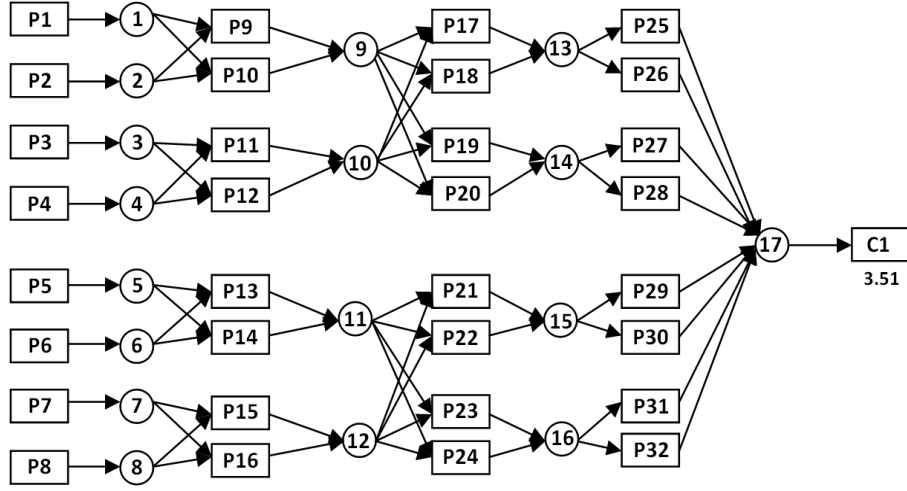 P1 1 P9 9 P17 13 P25
P2 2 P10 P18 P26
P3 3 P11 10 P19 14 P27
P4 4 P12 P20 P28
17 C1
3.51
P5 5 P13 11 P21 15 P29
P6 6 P14 P22 P30
P7 7 P15 12 P23 16 P31
P8 8 P16 P24 P32